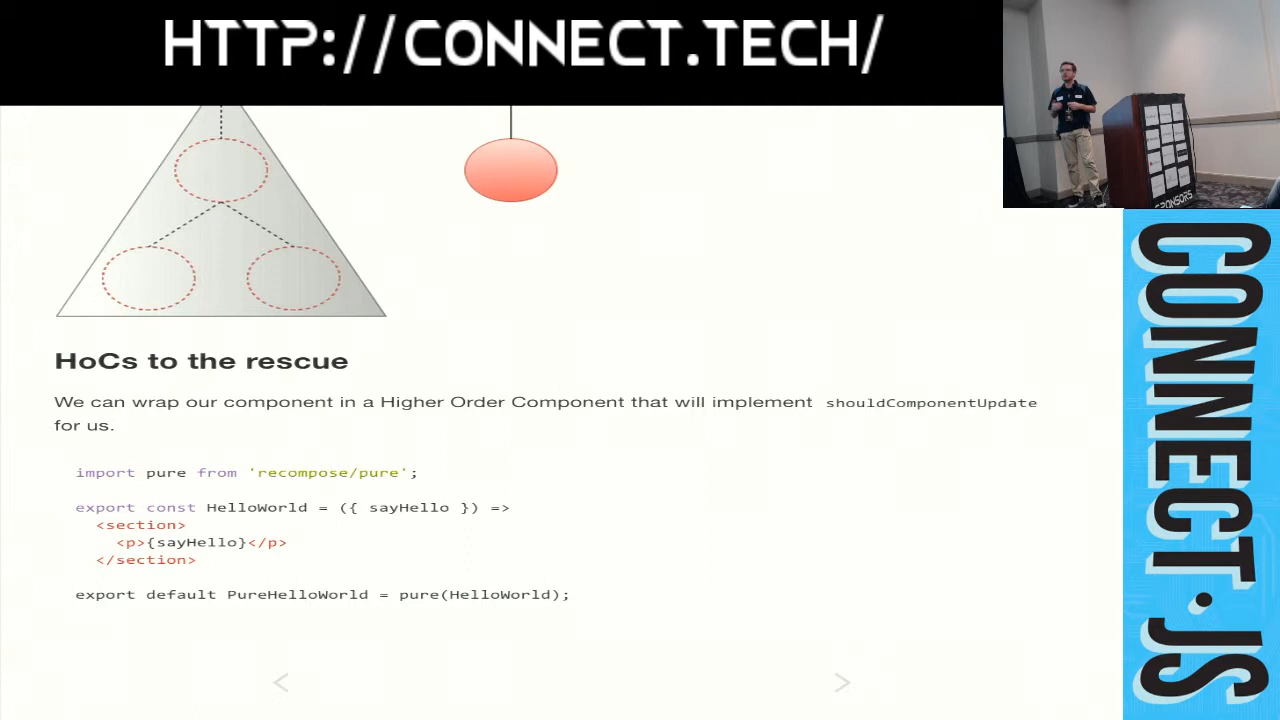 HTTP://CONNECT.TECH/
SPONSORS
HoCs to the rescue
We can wrap our component in a Higher Order Component that will implement shouldComponentUpdate
for us.
import pure from 'recompose/pure';
export const HelloWorld = ({ sayHello }) =>
<section>
<p>{sayHello}</p>
</section>
export default PureHelloWorld = pure(HelloWorld);
< >
CONNECT.JS